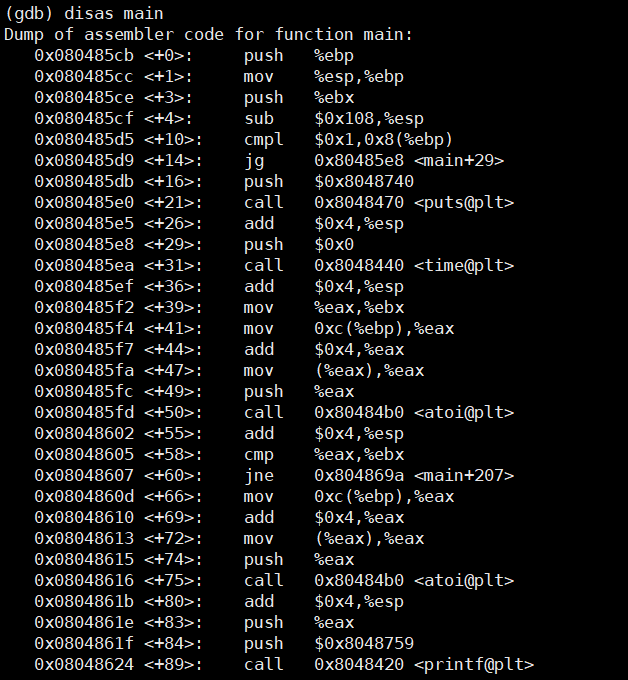 (gdb) disas main
Dump of assembler code for function main:
   0x080485cb <+0>:     push   %ebp
   0x080485cc <+1>:     mov    %esp,%ebp
   0x080485ce <+3>:     push   %ebx
   0x080485cf <+4>:     sub    $0x108,%esp
   0x080485d5 <+10>:    cmpl   $0x1,0x8(%ebp)
   0x080485d9 <+14>:    jg     0x80485e8 <main+29>
   0x080485db <+16>:    push   $0x8048740
   0x080485e0 <+21>:    call   0x8048470 <puts@plt>
   0x080485e5 <+26>:    add    $0x4,%esp
   0x080485e8 <+29>:    push   $0x0
   0x080485ea <+31>:    call   0x8048440 <time@plt>
   0x080485ef <+36>:    add    $0x4,%esp
   0x080485f2 <+39>:    mov    %eax,%ebx
   0x080485f4 <+41>:    mov    0xc(%ebp),%eax
   0x080485f7 <+44>:    add    $0x4,%eax
   0x080485fa <+47>:    mov    (%eax),%eax
   0x080485fc <+49>:    push   %eax
   0x080485fd <+50>:    call   0x80484b0 <atoi@plt>
   0x08048602 <+55>:    add    $0x4,%esp
   0x08048605 <+58>:    cmp    %eax,%ebx
   0x08048607 <+60>:    jne    0x804869a <main+207>
   0x0804860d <+66>:    mov    0xc(%ebp),%eax
   0x08048610 <+69>:    add    $0x4,%eax
   0x08048613 <+72>:    mov    (%eax),%eax
   0x08048615 <+74>:    push   %eax
   0x08048616 <+75>:    call   0x80484b0 <atoi@plt>
   0x0804861b <+80>:    add    $0x4,%esp
   0x0804861e <+83>:    push   %eax
   0x0804861f <+84>:    push   $0x8048759
   0x08048624 <+89>:    call   0x8048420 <printf@plt>